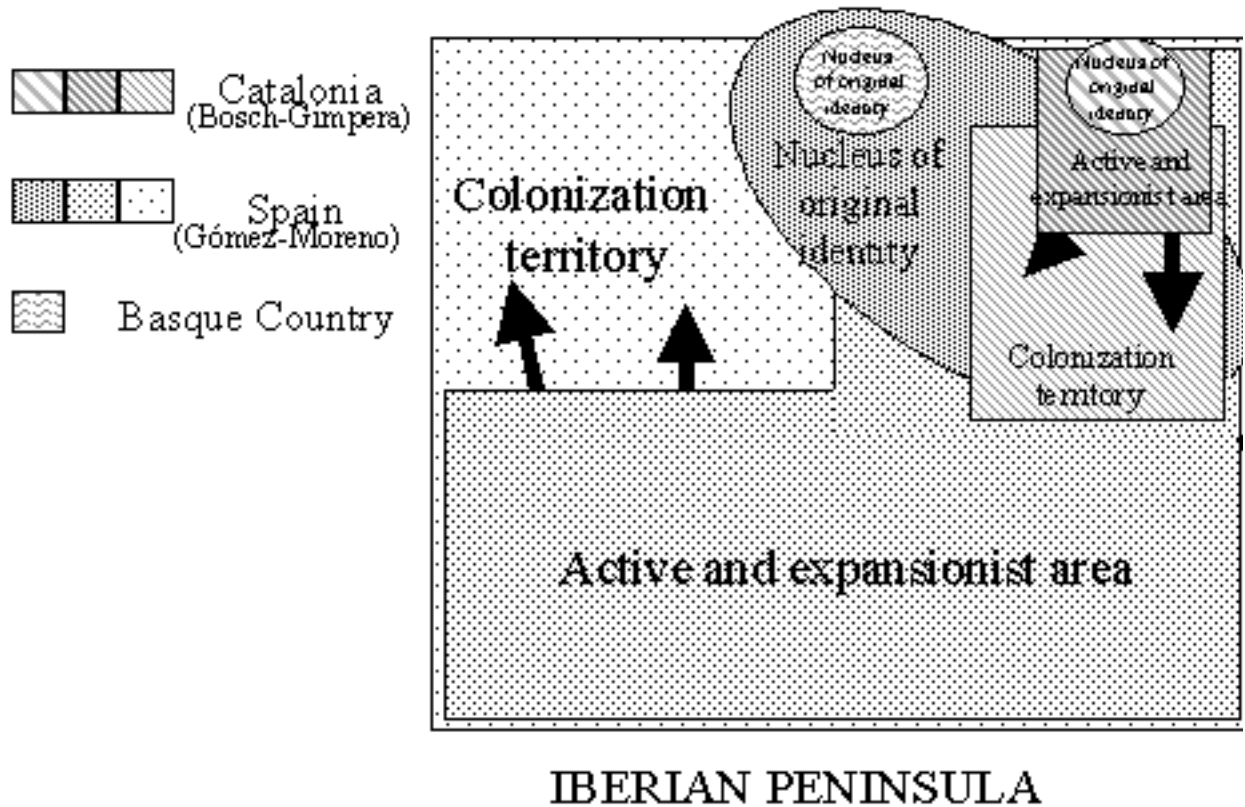 Catalonia
(Bosch-Gimpera)
Spain
(Gómez-Moreno)
Basque Country
Nucleus
of original
identity
Nucleus of
original
identity
Colonization
territory
Nucleus of
original
identity
Active and
expansionist area
Colonization
territory
Active and expansionist area
IBERIAN PENINSULA